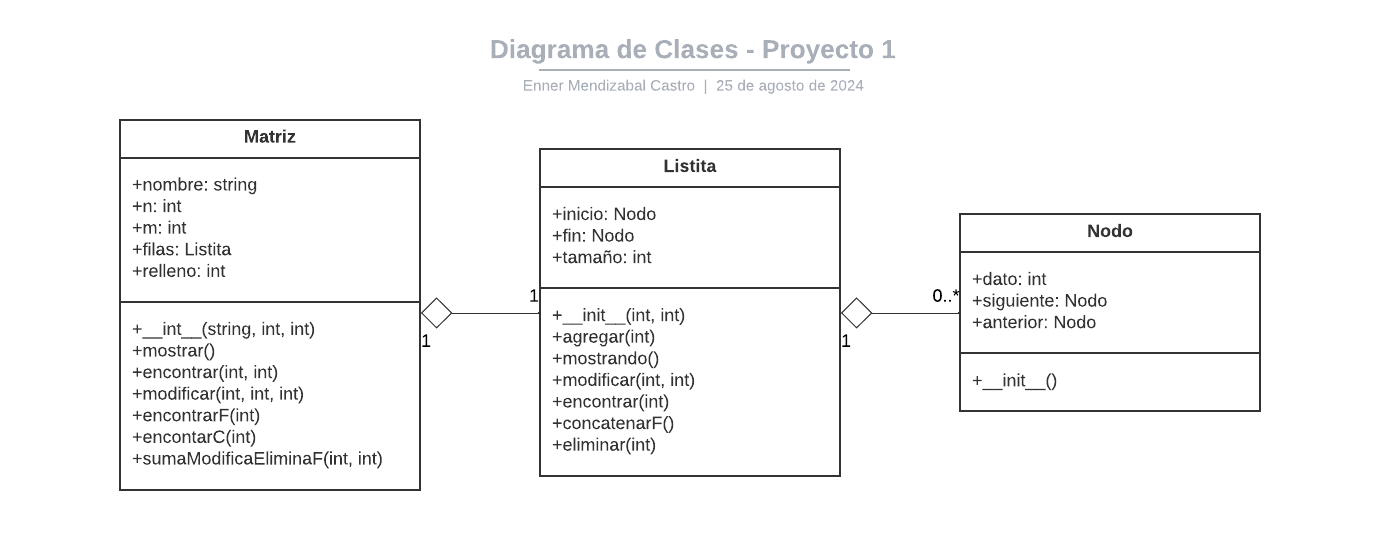 Diagrama de Clases - Proyecto 1
Enner Mendizabal Castro | 25 de agosto de 2024
Matriz
+nombre: string
+n: int
+m: int
+filas: Listita
+relleno: int
+__int__(string, int, int)
+mostrar()
+encontrar(int, int)
+modificar(int, int, int)
+encontrarF(int)
+encontarC(int)
+sumaModificaEliminaF(int, int)
1
1
Listita
+inicio: Nodo
+fin: Nodo
+tamaño: int
+__init__(int, int)
+agregar(int)
+mostrando()
+modificar(int, int)
+encontrar(int)
+concatenarF()
+eliminar(int)
1
0..*
Nodo
+dato: int
+siguiente: Nodo
+anterior: Nodo
+__init__()